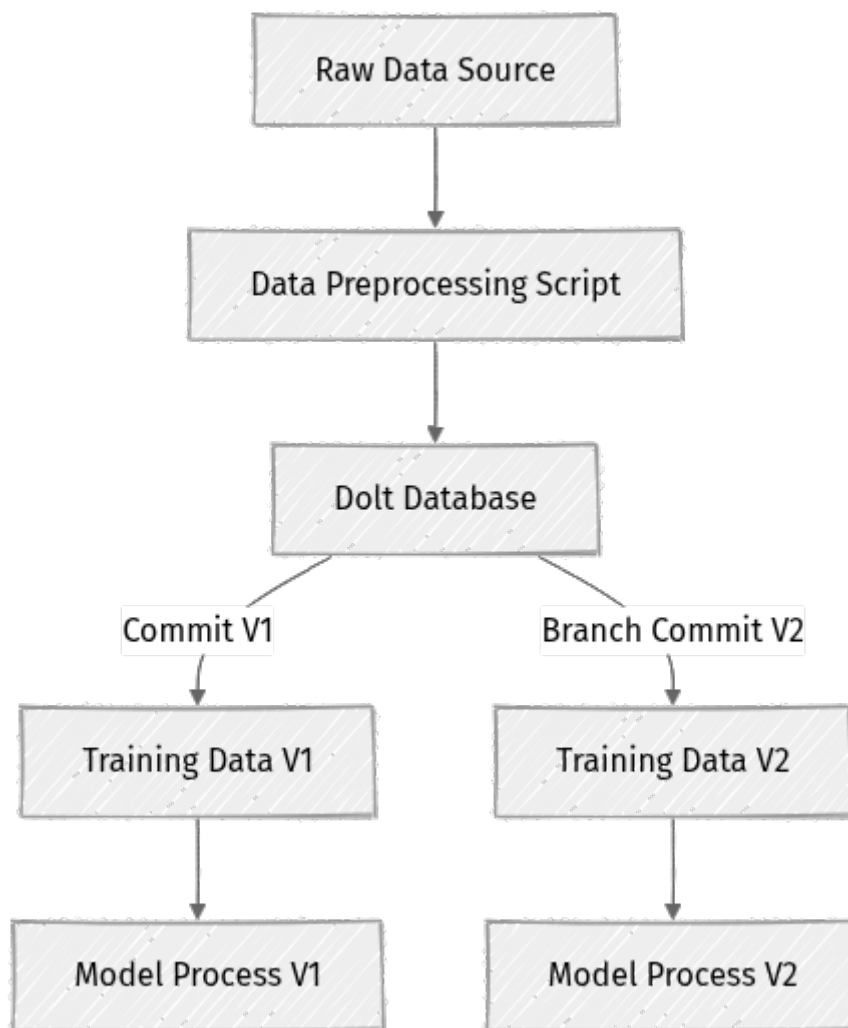 Raw Data Source
Data Preprocessing Script
Dolt Database
Commit V1
Branch Commit V2
Training Data V1
Training Data V2
Model Process V1
Model Process V2